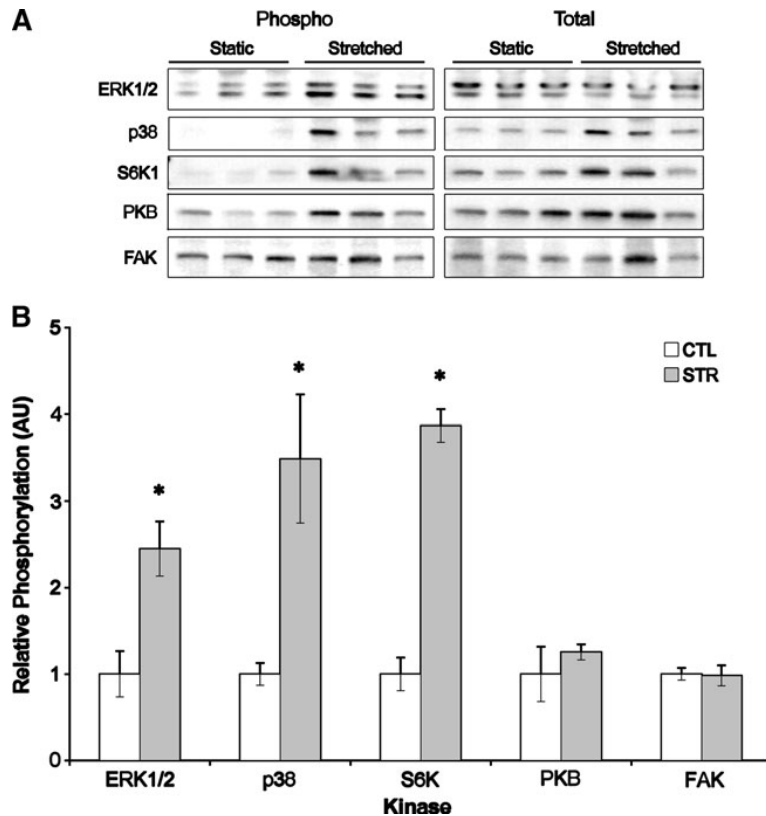 A
Phospho Total
Static Stretched Static Stretched
ERK1/2
p38
S6K1
PKB
FAK
B
5
4
3
2
1
0
Relative Phosphorylation (AU)
CTL
STR
* * *
ERK1/2 p38 S6K PKB FAK
Kinase